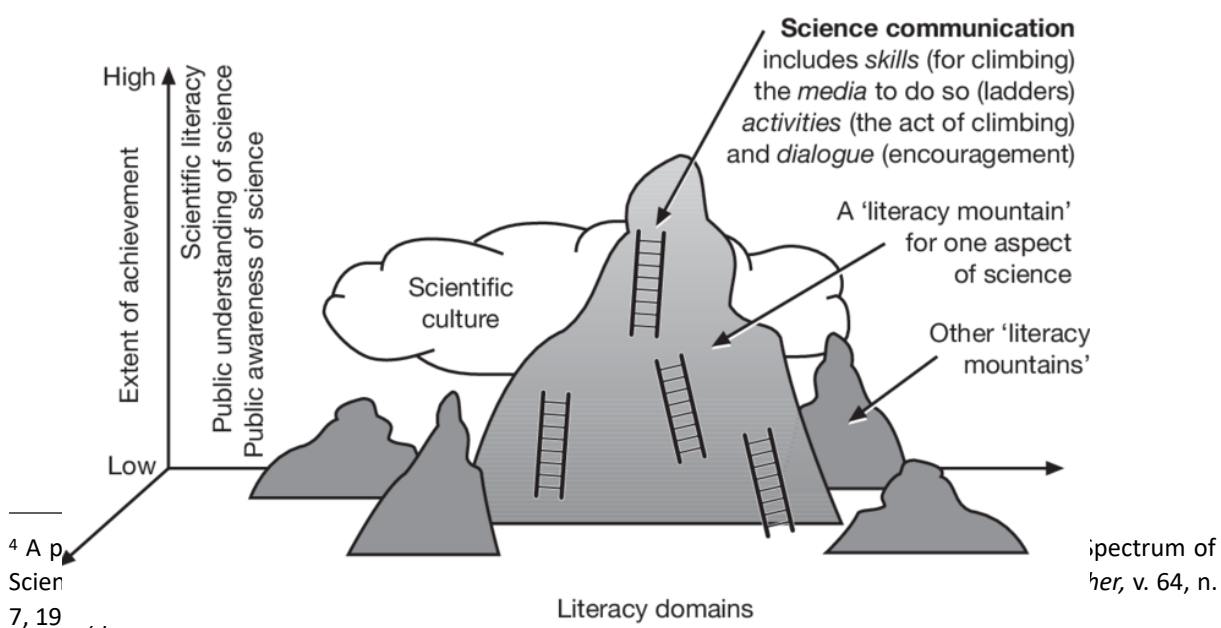 Science communication
includes skills (for climbing)
the media to do so (ladders)
activities (the act of climbing)
and dialogue (encouragement)
High
Extent of achievement
Scientific literacy
Public understanding of science
Public awareness of science
Low
A ‘literacy mountain’
for one aspect
of science
Scientific
culture
Other ‘literacy
mountains’
4 A p
pectrum of
Scien
her, v. 64, n.
7, 19
Literacy domains